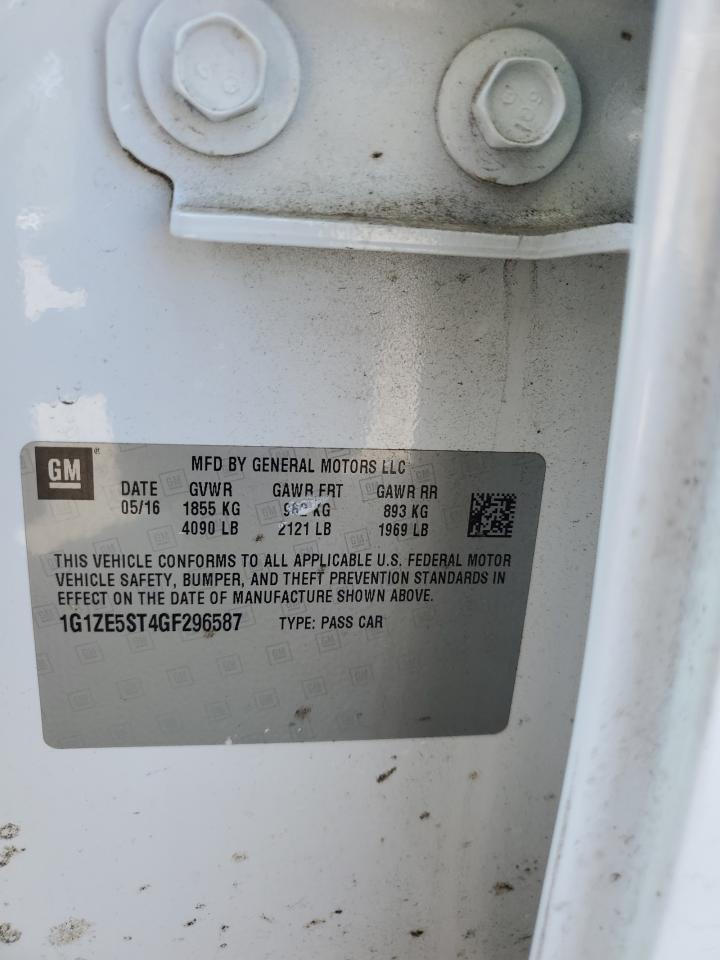 GM
MFD BY GENERAL MOTORS LLC
DATE GVWR GAWR FRT GAWR RR
05/16 1855 KG 962 KG 893 KG
4090 LB 2121 LB 1969 LB
THIS VEHICLE CONFORMS TO ALL APPLICABLE U.S. FEDERAL MOTOR
VEHICLE SAFETY, BUMPER, AND THEFT PREVENTION STANDARDS IN
EFFECT ON THE DATE OF MANUFACTURE SHOWN ABOVE.
1G1ZE5ST4GF296587 TYPE: PASS CAR